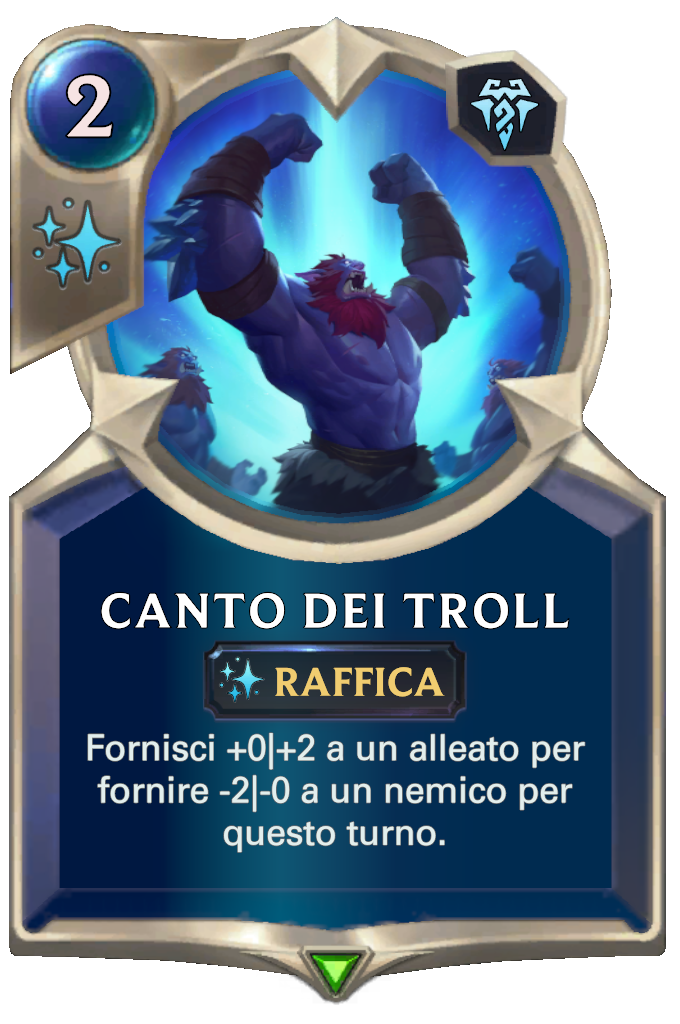 2
CANTO DEI TROLL
RAFFICA
Fornisci +0|+2 a un alleato per
fornire -2|-0 a un nemico per
questo turno.